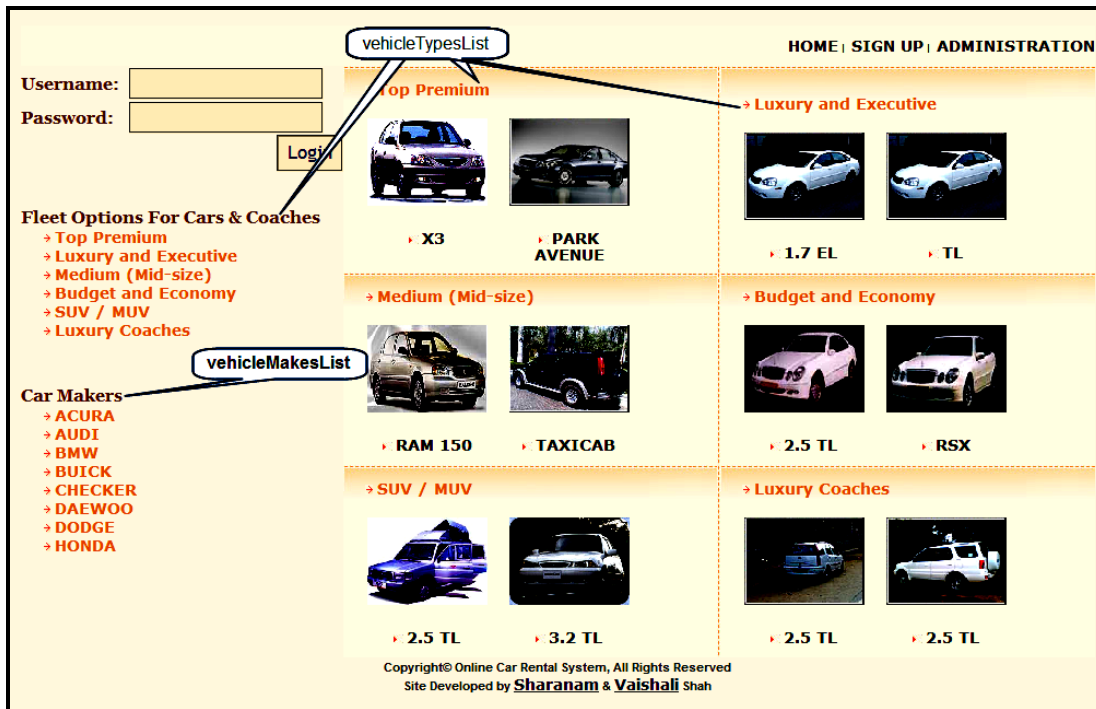 vehicleTypesList
HOME | SIGN UP | ADMINISTRATION
Username:
Password:
Login
Fleet Options For Cars & Coaches
Top Premium
Luxury and Executive
Medium (Mid-size)
Budget and Economy
SUV / MUV
Luxury Coaches
vehicleMakesList
Car Makers
ACURA
AUDI
BMW
BUICK
CHECKER
DAEWOO
DODGE
HONDA
Top Premium
X3
PARK
AVENUE
Luxury and Executive
1.7 EL
TL
Medium (Mid-size)
RAM 150
TAXICAB
Budget and Economy
2.5 TL
RSX
SUV / MUV
2.5 TL
3.2 TL
Luxury Coaches
2.5 TL
2.5 TL
Copyright© Online Car Rental System, All Rights Reserved
Site Developed by Sharanam & Vaishali Shah